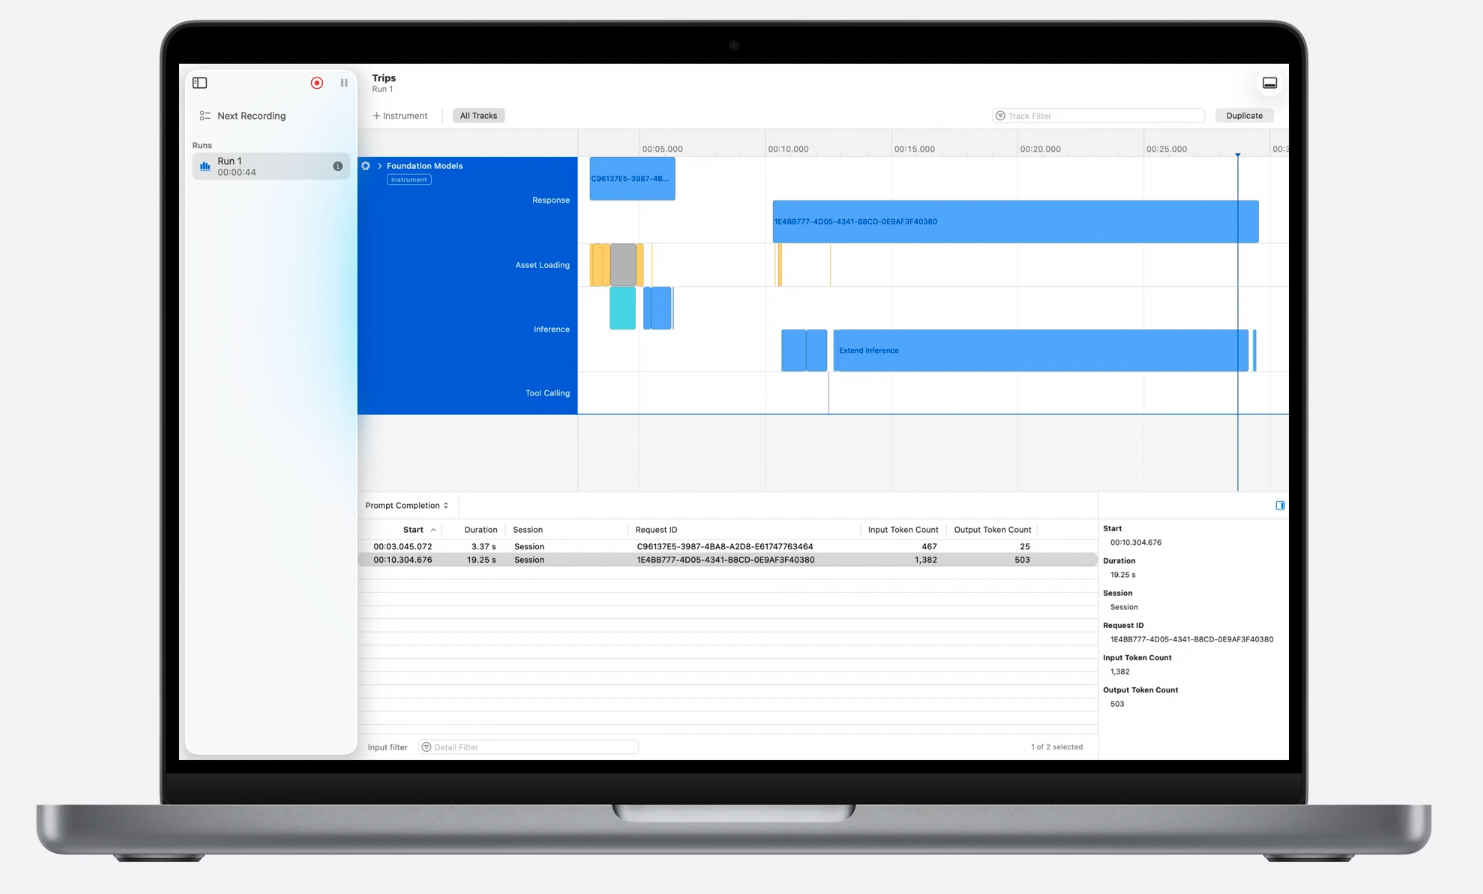 Trips
Run 1
Next Recording
+ Instrument
All Tracks
Track Filter
Duplicate
Runs
Run 1
00:00:44
00:05.000
00:10.000
00:15.000
00:20.000
00:25.000
Foundation Models
Instrument
C96137E5-3987-4B...
Response
1E4BB777-4D05-4341-B8CD-0E9AF3F40380
Asset Loading
Inference
Extend Inference
Tool Calling
Prompt Completion
Start Duration Session Request ID Input Token Count Output Token Count
00:03.045.072 3.37 s Session C96137E5-3987-4BA8-A2D8-E61747763464 467 25
00:10.304.676 19.25 s Session 1E4BB777-4D05-4341-B8CD-0E9AF3F40380 1,382 503
Start
00:10.304.676
Duration
19.25 s
Session
Session
Request ID
1E4BB777-4D05-4341-B8CD-0E9AF3F40380
Input Token Count
1,382
Output Token Count
503
Input filter
Detail Filter
1 of 2 selected